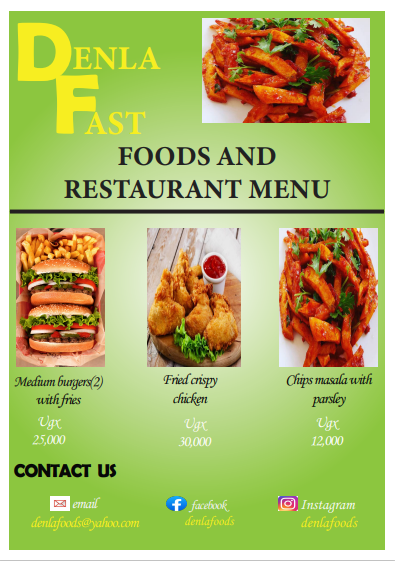 DENLA
FAST
FOODS AND
RESTAURANT MENU
Medium burgers(2)
with fries
Ugx
25,000
Fried crispy
chicken
Ugx
30,000
Chips masala with
parsley
Ugx
12,000
CONTACT US
email
denlafoods@yahoo.com
facebook
denlafoods
Instagram
denlafoods